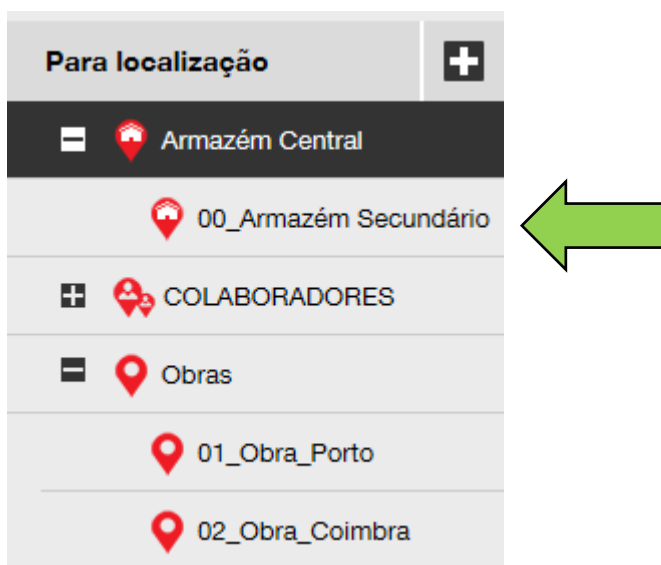 Para localização
Armazém Central
00_Armazém Secundário
COLABORADORES
Obras
01_Obra_Porto
02_Obra_Coimbra